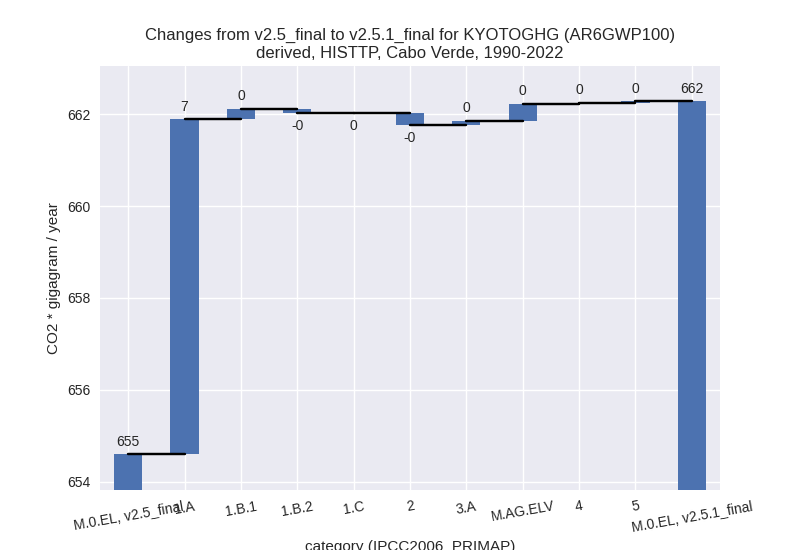 Changes from v2.5_final to v2.5.1_final for KYOTOGHG (AR6GWP100)
derived, HISTTP, Cabo Verde, 1990-2022
CO2 * gigagram / year
662
660
658
656
654
655
7
0
-0
0
-0
0
0
0
0
662
M.0.EL, v2.5_final
1.A
1.B.1
1.B.2
1.C
2
3.A
M.AG.ELV
4
5
M.0.EL, v2.5.1_final
category (IPCC2006_PRIMAP)